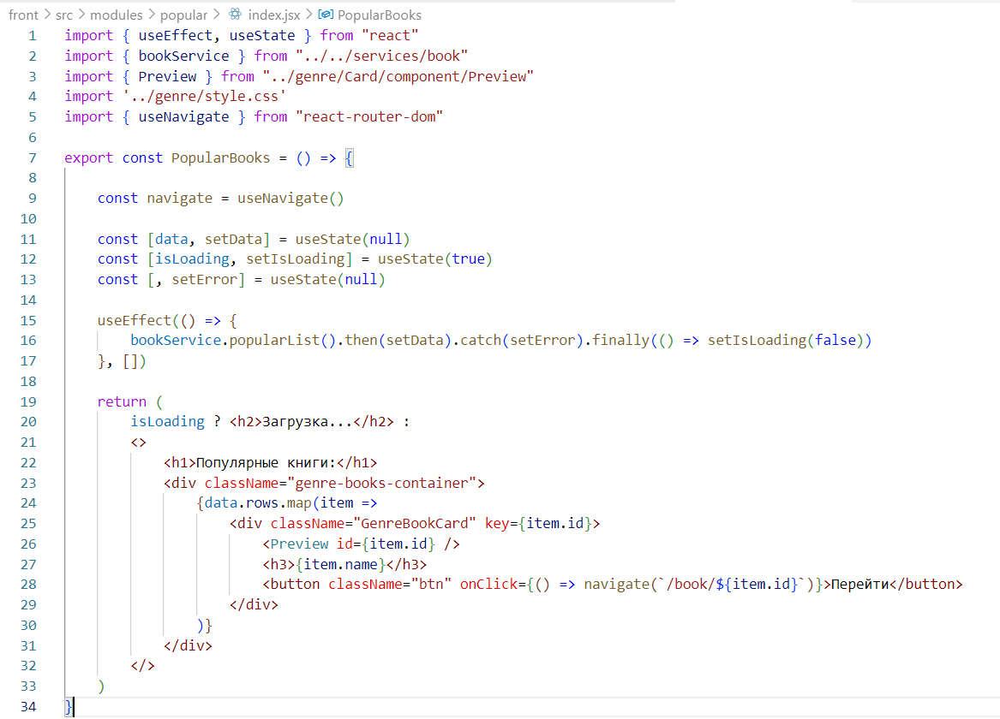 front > src > modules > popular > index.jsx > PopularBooks
1 import { useEffect, useState } from "react"
2 import { bookService } from "../../services/book"
3 import { Preview } from "../genre/Card/component/Preview"
4 import '../genre/style.css'
5 import { useNavigate } from "react-router-dom"
6
7 export const PopularBooks = () => {
8
9     const navigate = useNavigate()
10
11     const [data, setData] = useState(null)
12     const [isLoading, setIsLoading] = useState(true)
13     const [, setError] = useState(null)
14
15     useEffect(() => {
16         bookService.popularList().then(setData).catch(setError).finally(() => setIsLoading(false))
17     }, [])
18
19     return (
20         isLoading ? <h2>Загрузка...</h2> :
21         <>
22             <h1>Популярные книги:</h1>
23             <div className="genre-books-container">
24                 {data.rows.map(item =>
25                     <div className="GenreBookCard" key={item.id}>
26                         <Preview id={item.id} />
27                         <h3>{item.name}</h3>
28                         <button className="btn" onClick={() => navigate(`/book/${item.id}`)}>Перейти</button>
29                     </div>
30                 )}
31             </div>
32         </>
33     )
34 }